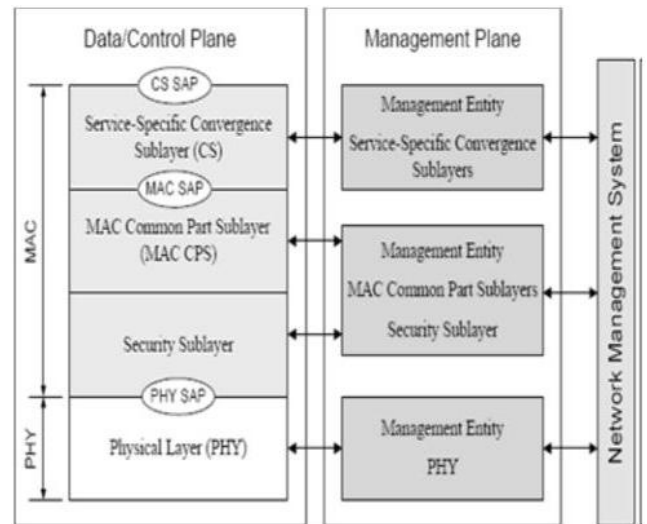 Data/Control Plane
Management Plane
CS SAP
Service-Specific Convergence
Sublayer (CS)
MAC SAP
MAC Common Part Sublayer
(MAC CPS)
Security Sublayer
PHY SAP
Physical Layer (PHY)
MAC
PHY
Management Entity
Service-Specific Convergence
Sublayers
Management Entity
MAC Common Part Sublayers
Security Sublayer
Management Entity
PHY
Network Management System